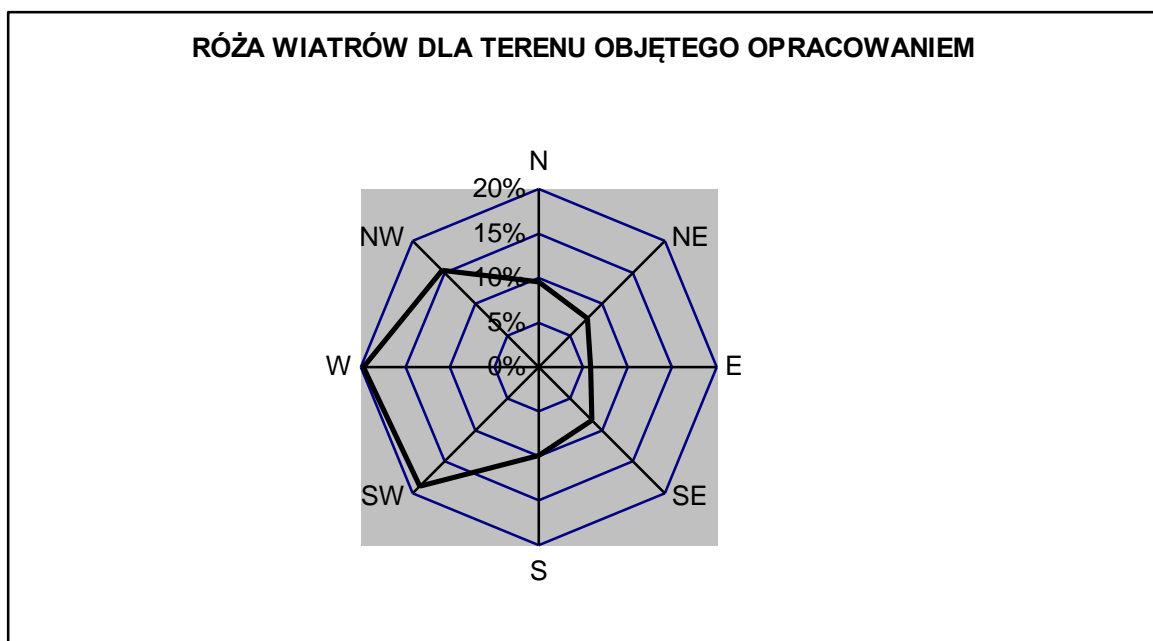 RÓŻA WIATRÓW DLA TERENU OBJĘTEGO OPRACOWANIEM
N
20%
15%
NW
NE
10%
5%
W
0%
E
SW
SE
S